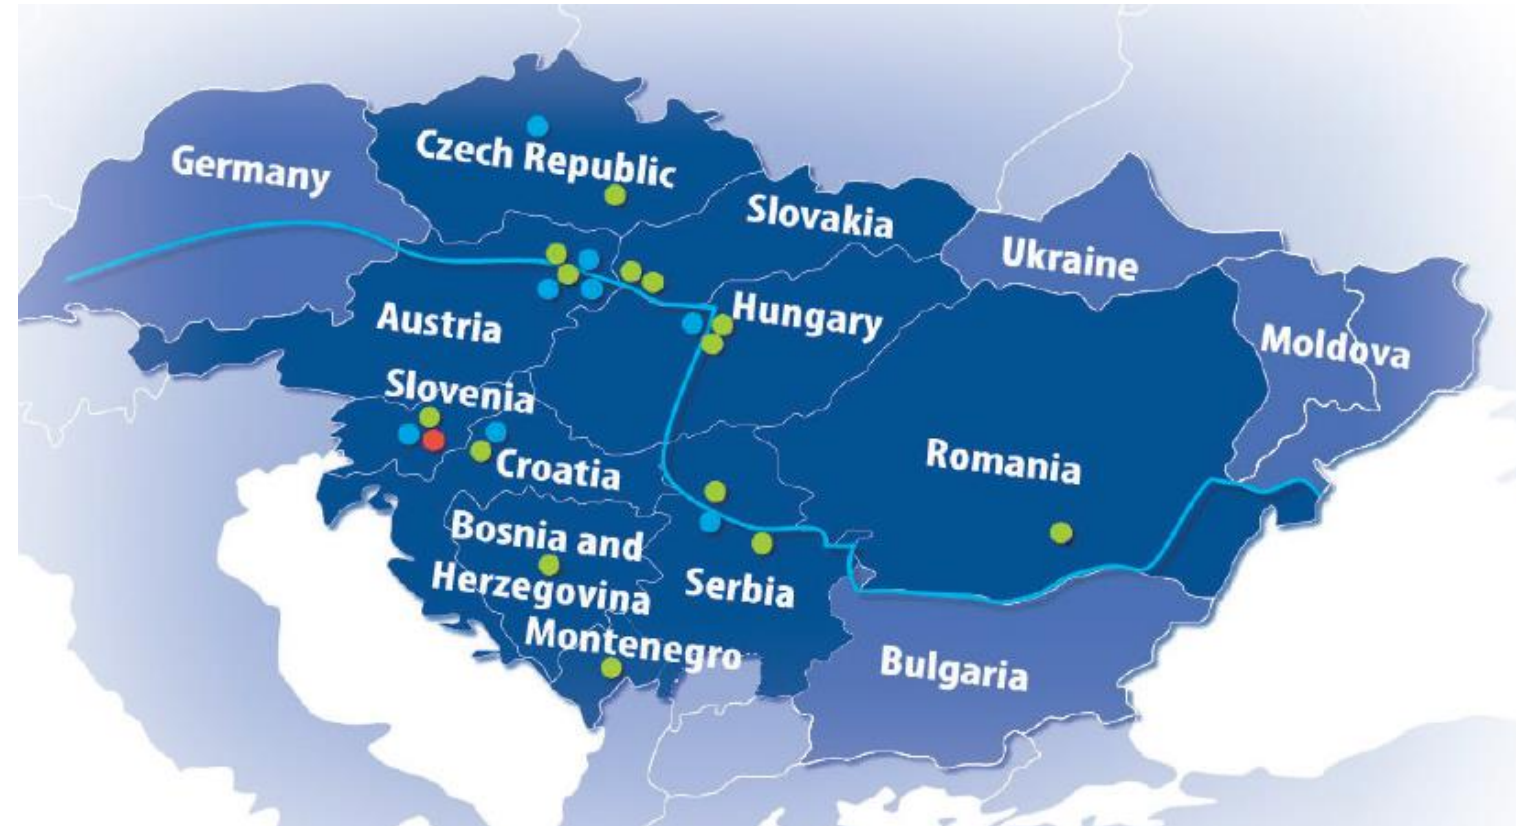 Czech Republic
Germany
Slovakia
Ukraine
Hungary
Austria
Moldova
Slovenia
Romania
Croatia
Bosnia and
Herzegovina
Serbia
Montenegro
Bulgaria